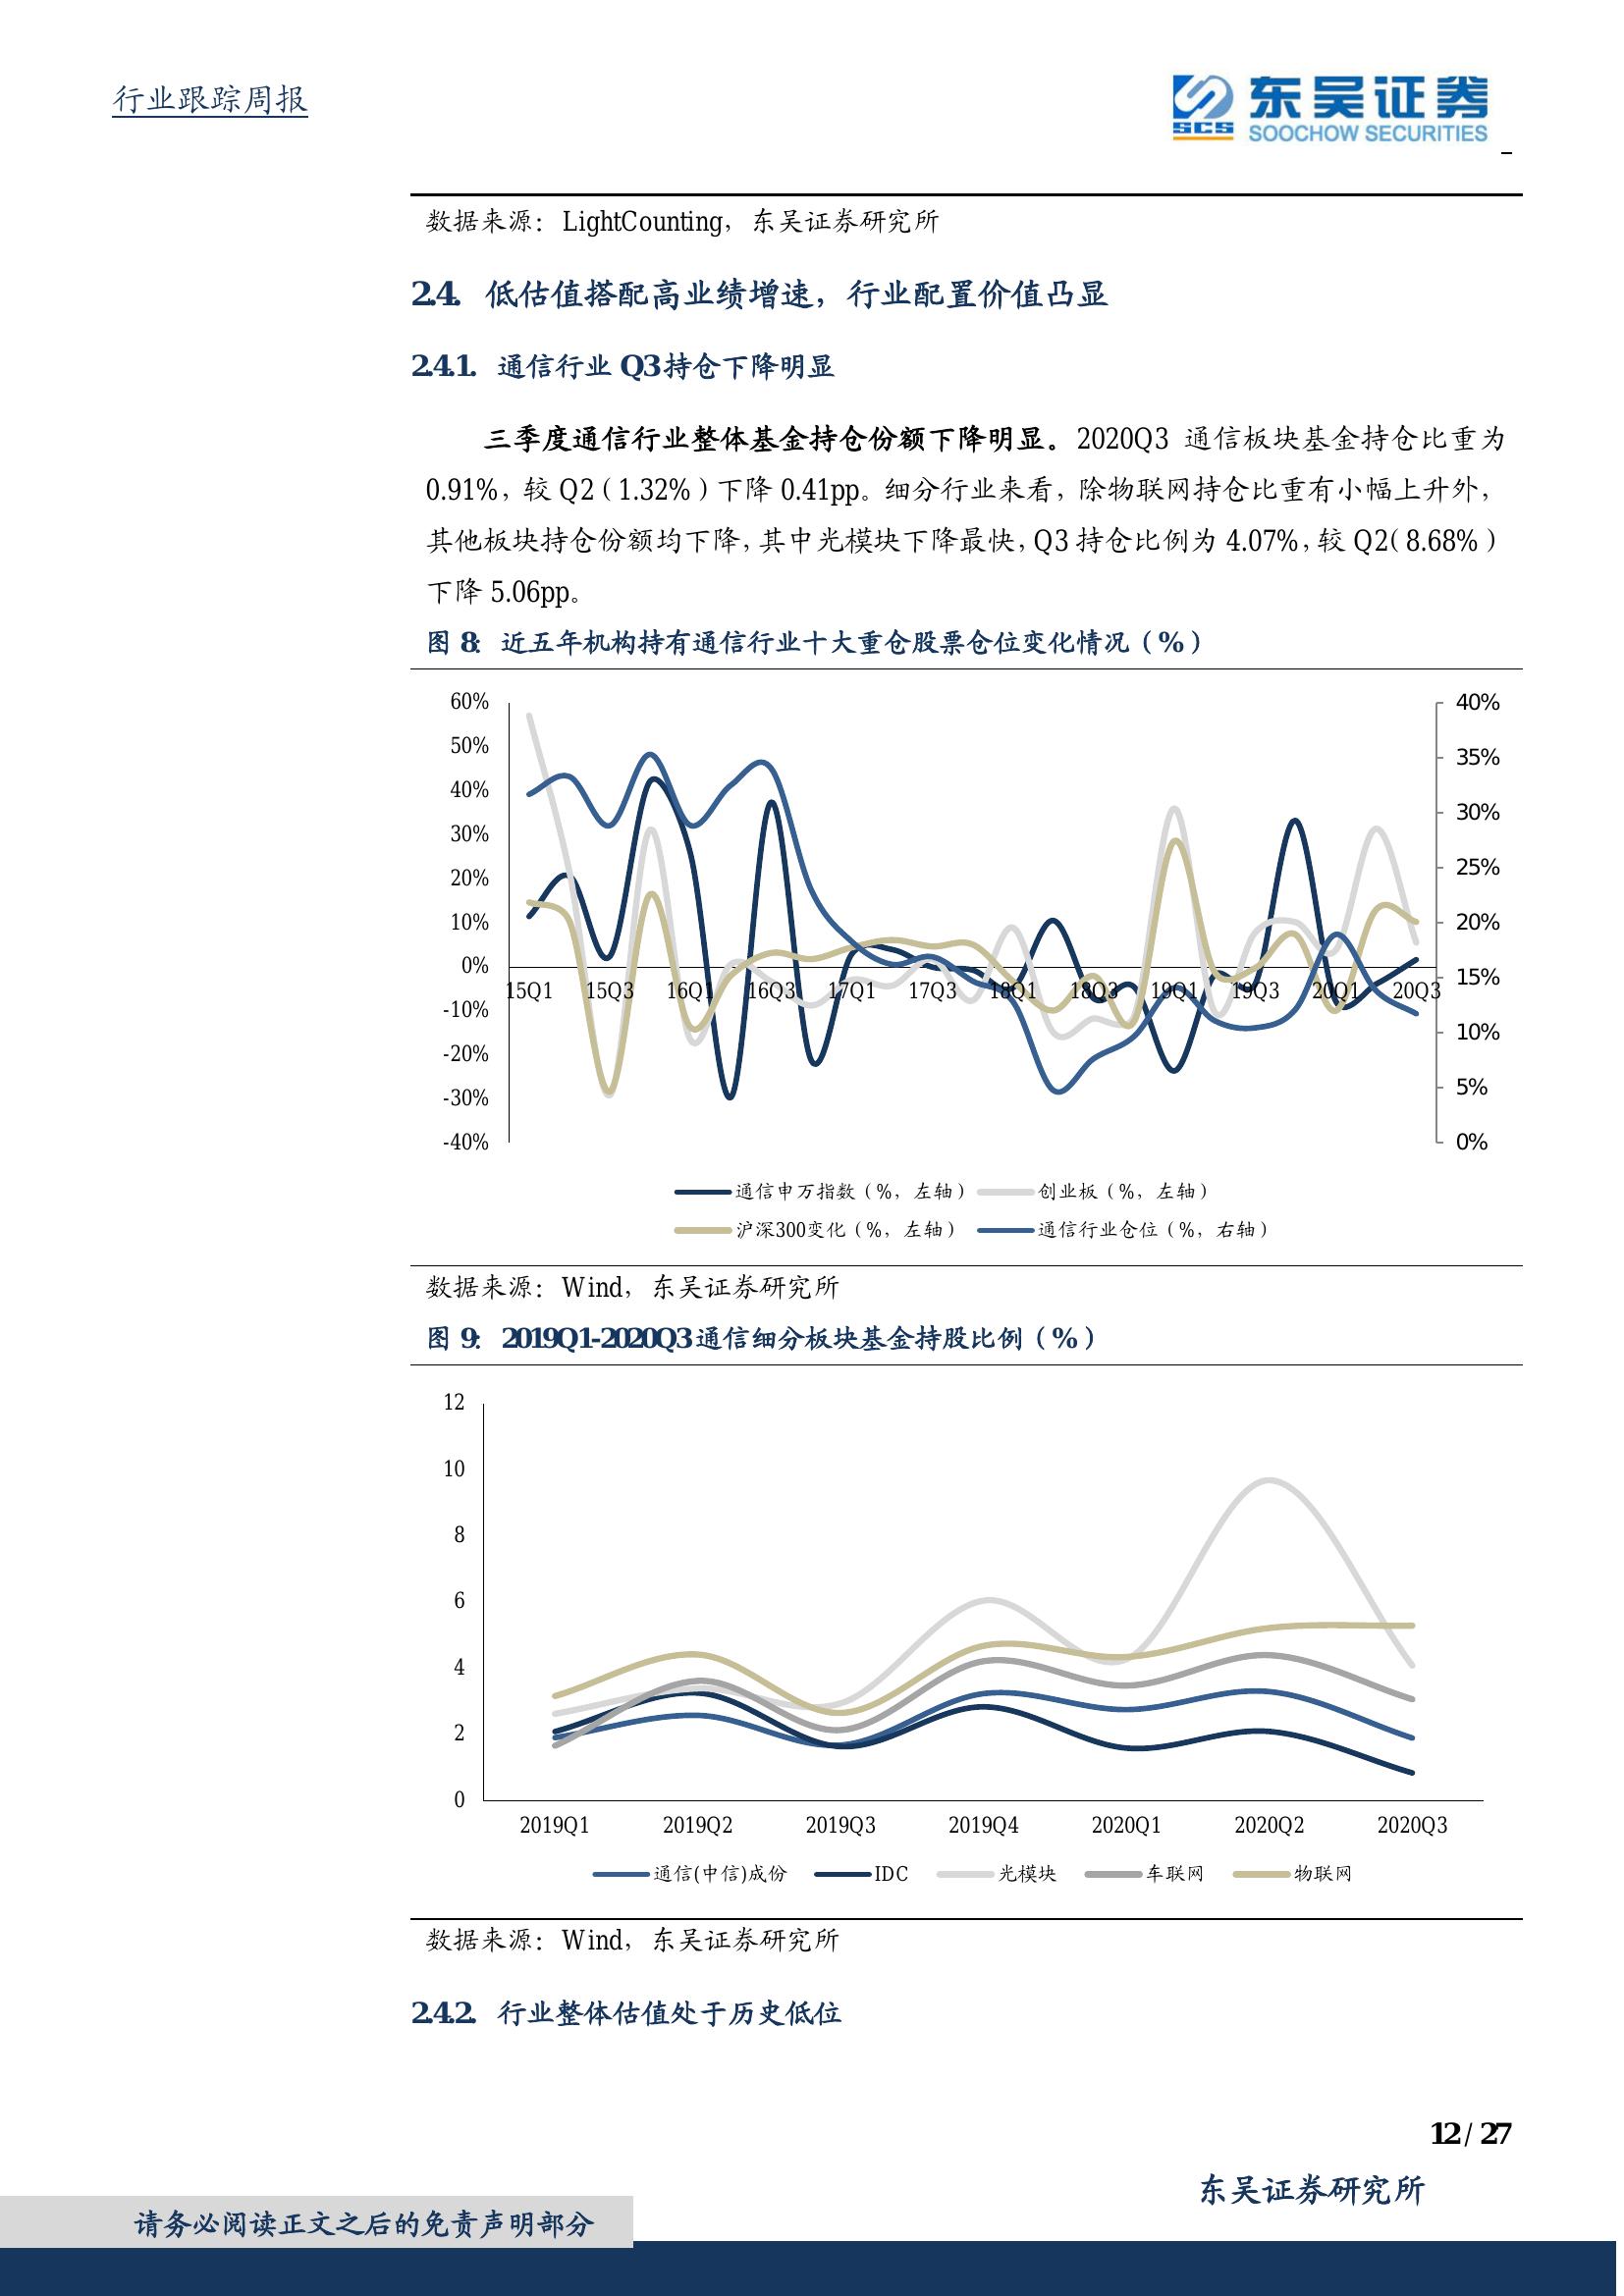 行业跟踪周报
东吴证券
SCS
SOOCHOW SECURITIES
数据来源：LightCounting，东吴证券研究所
2.4. 低估值搭配高业绩增速，行业配置价值凸显
2.4.1. 通信行业 Q3 持仓下降明显
三季度通信行业整体基金持仓份额下降明显。2020Q3 通信板块基金持仓比重为
0.91%，较 Q2（1.32%）下降 0.41pp。细分行业来看，除物联网持仓比重有小幅上升外，
其他板块持仓份额均下降，其中光模块下降最快，Q3 持仓比例为 4.07%，较 Q2（8.68%）
下降 5.06pp。
图 8：近五年机构持有通信行业十大重仓股票仓位变化情况（%）
60% 40%
50% 35%
40% 30%
30% 25%
20% 20%
10% 15%
0% 10%
-10% 5%
-20% 0%
-30%
-40%
15Q1 15Q3 16Q1 16Q3 17Q1 17Q3 18Q1 18Q3 19Q1 19Q3 20Q1 20Q3
通信申万指数（%，左轴） 创业板（%，左轴）
沪深300变化（%，左轴） 通信行业仓位（%，右轴）
数据来源：Wind，东吴证券研究所
图 9：2019Q1-2020Q3 通信细分板块基金持股比例（%）
12
10
8
6
4
2
0
2019Q1 2019Q2 2019Q3 2019Q4 2020Q1 2020Q2 2020Q3
通信(中信)成份 IDC 光模块 车联网 物联网
数据来源：Wind，东吴证券研究所
2.4.2. 行业整体估值处于历史低位
12 / 27
东吴证券研究所
请务必阅读正文之后的免责声明部分